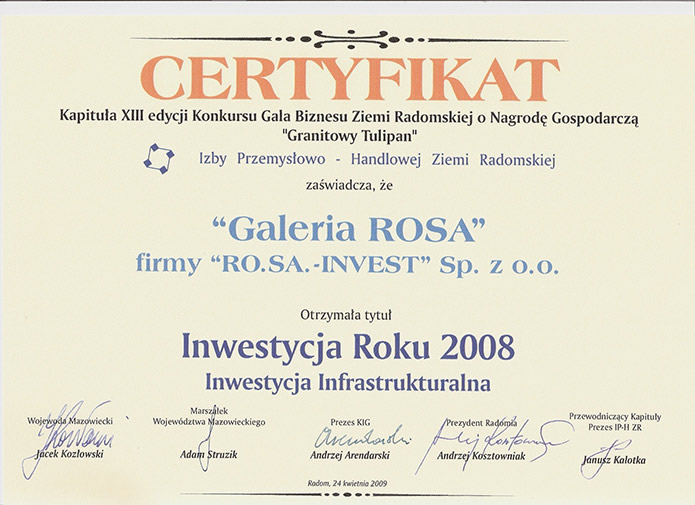 CERTYFIKAT
Kapituła XIII edycji Konkursu Gala Biznesu Ziemi Radomskiej o Nagrodę Gospodarczą
"Granitowy Tulipan"
Izby Przemysłowo - Handlowej Ziemi Radomskiej
zaświadcza, że
“Galeria ROSA”
firmy “RO.SA.-INVEST” Sp. z o.o.
Otrzymała tytuł
Inwestycja Roku 2008
Inwestycja Infrastrukturalna
Wojewoda Mazowiecki
Jacek Kozłowski
Marszałek
Województwa Mazowieckiego
Adam Struzik
Prezes KIG
Andrzej Arendarski
Prezydent Radomia
Andrzej Kosztowniak
Przewodniczący Kapituły
Prezes IP-H ZR
Janusz Kalotka
Radom, 24 kwietnia 2009